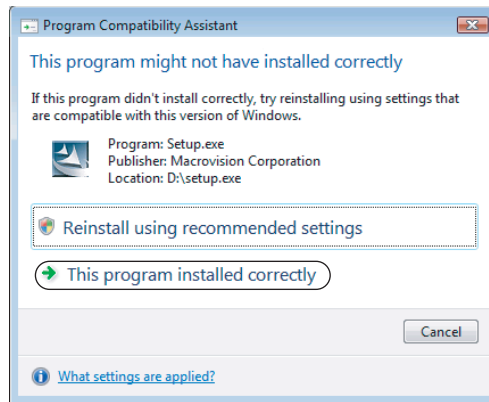 Program Compatibility Assistant
This program might not have installed correctly
If this program didn't install correctly, try reinstalling using settings that
are compatible with this version of Windows.
Program: Setup.exe
Publisher: Macrovision Corporation
Location: D:\setup.exe
Reinstall using recommended settings
This program installed correctly
Cancel
What settings are applied?